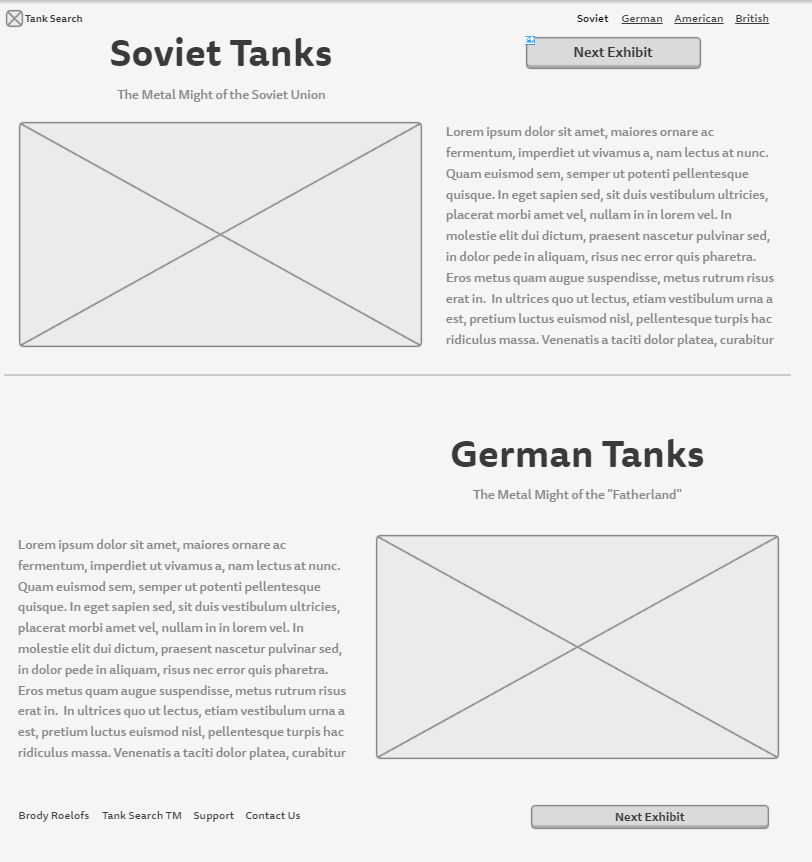 Tank Search
Soviet German American British
Soviet Tanks
Next Exhibit
The Metal Might of the Soviet Union
Lorem ipsum dolor sit amet, maiores ornare ac
fermentum, imperdiet ut vivamus a, nam lectus at nunc.
Quam euismod sem, semper ut potenti pellentesque
quisque. In eget sapien sed, sit duis vestibulum ultricies,
placerat morbi amet vel, nullam in in lorem vel. In
molestie elit dui dictum, praesent nascetur pulvinar sed,
in dolor pede in aliquam, risus nec error quis pharetra.
Eros metus quam augue suspendisse, metus rutrum risus
erat in.  In ultrices quo ut lectus, etiam vestibulum urna a
est, pretium luctus euismod nisl, pellentesque turpis hac
ridiculus massa. Venenatis a taciti dolor platea, curabitur
German Tanks
The Metal Might of the "Fatherland"
Lorem ipsum dolor sit amet, maiores ornare ac
fermentum, imperdiet ut vivamus a, nam lectus at nunc.
Quam euismod sem, semper ut potenti pellentesque
quisque. In eget sapien sed, sit duis vestibulum ultricies,
placerat morbi amet vel, nullam in in lorem vel. In
molestie elit dui dictum, praesent nascetur pulvinar sed,
in dolor pede in aliquam, risus nec error quis pharetra.
Eros metus quam augue suspendisse, metus rutrum risus
erat in.  In ultrices quo ut lectus, etiam vestibulum urna a
est, pretium luctus euismod nisl, pellentesque turpis hac
ridiculus massa. Venenatis a taciti dolor platea, curabitur
Brody Roelofs Tank Search TM Support Contact Us
Next Exhibit